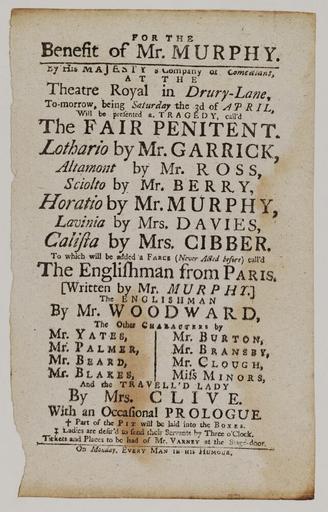 FOR THE
Benefit of Mr. MURPHY.
By His MAJESTY's Company of Comedians,
AT THE
Theatre Royal in Drury-Lane,
To-morrow, being Saturday the 3d of APRIL,
Will be presented a TRAGEDY, call'd
The FAIR PENITENT.
Lothario by Mr. GARRICK,
Altamont by Mr. ROSS,
Sciolto by Mr. BERRY,
Horatio by Mr. MURPHY,
Lavinia by Mrs. DAVIES,
Calista by Mrs. CIBBER.
To which will be added a FARCE (Never Acted before) call'd
The Englishman from PARIS.
[Written by Mr. MURPHY.]
The ENGLISHMAN
By Mr. WOODWARD,
The Other CHARACTERS by
Mr. YATES, Mr. BURTON,
Mr. PALMER, Mr. BRANSBY,
Mr. BEARD, Mr. CLOUGH,
Mr. BLAKES, Miss MINORS,
And the TRAVELL'D LADY
By Mrs. CLIVE.
With an Occasional PROLOGUE
† Part of the PIT will be laid into the BOXES.
‡ Ladies are desir'd to send their Servants by Three o'Clock.
Tickets and Places to be had of Mr. VARNEY at the Stage-door.
On Monday, EVERY MAN IN HIS HUMOUR.